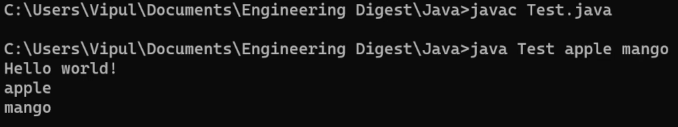 C:\Users\Vipul\Documents\Engineering Digest\Java>javac Test.java
C:\Users\Vipul\Documents\Engineering Digest\Java>java Test apple mango
Hello world!
apple
mango